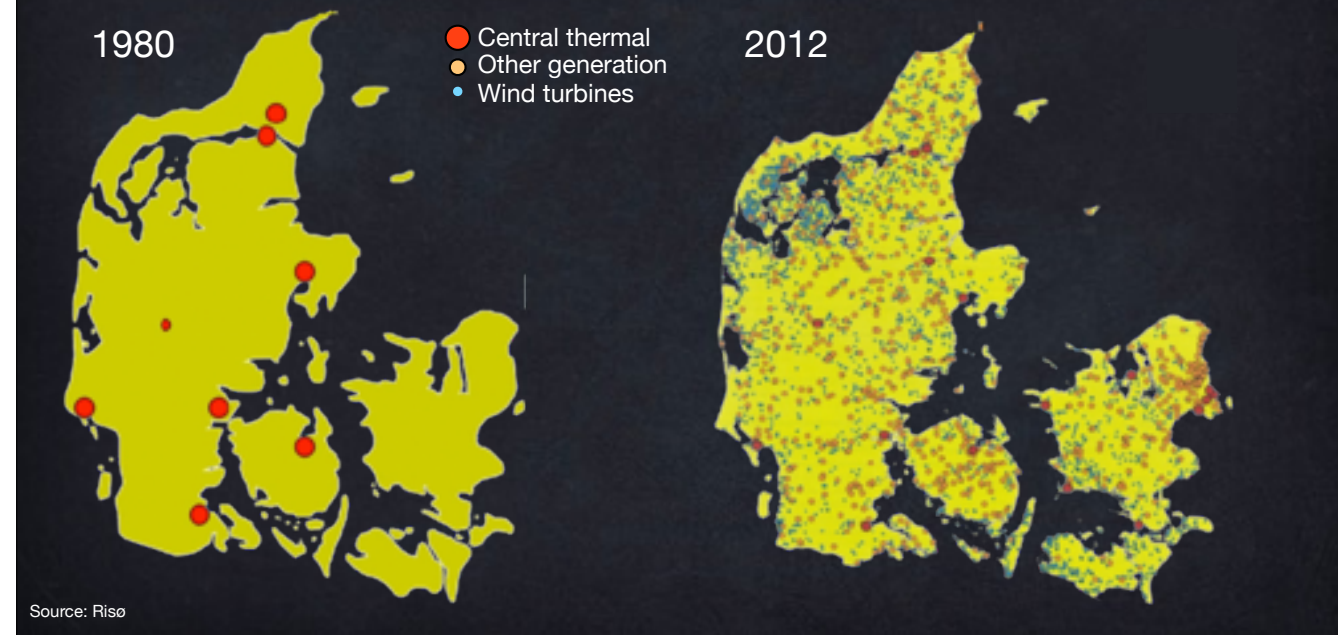 1980
Central thermal
Other generation
Wind turbines
2012
Source: Risø